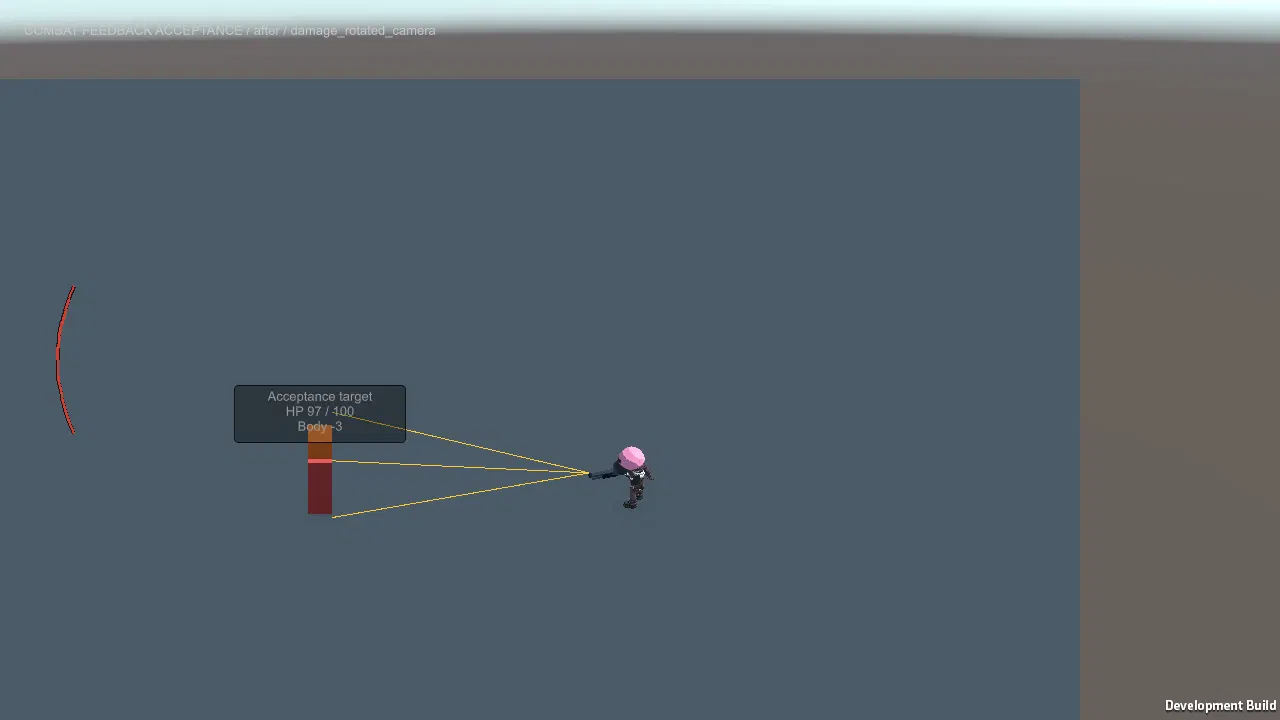 COMBAT FEEDBACK ACCEPTANCE / after / damage_rotated_camera
Acceptance target
HP 97 / 100
Body -3
Development Build